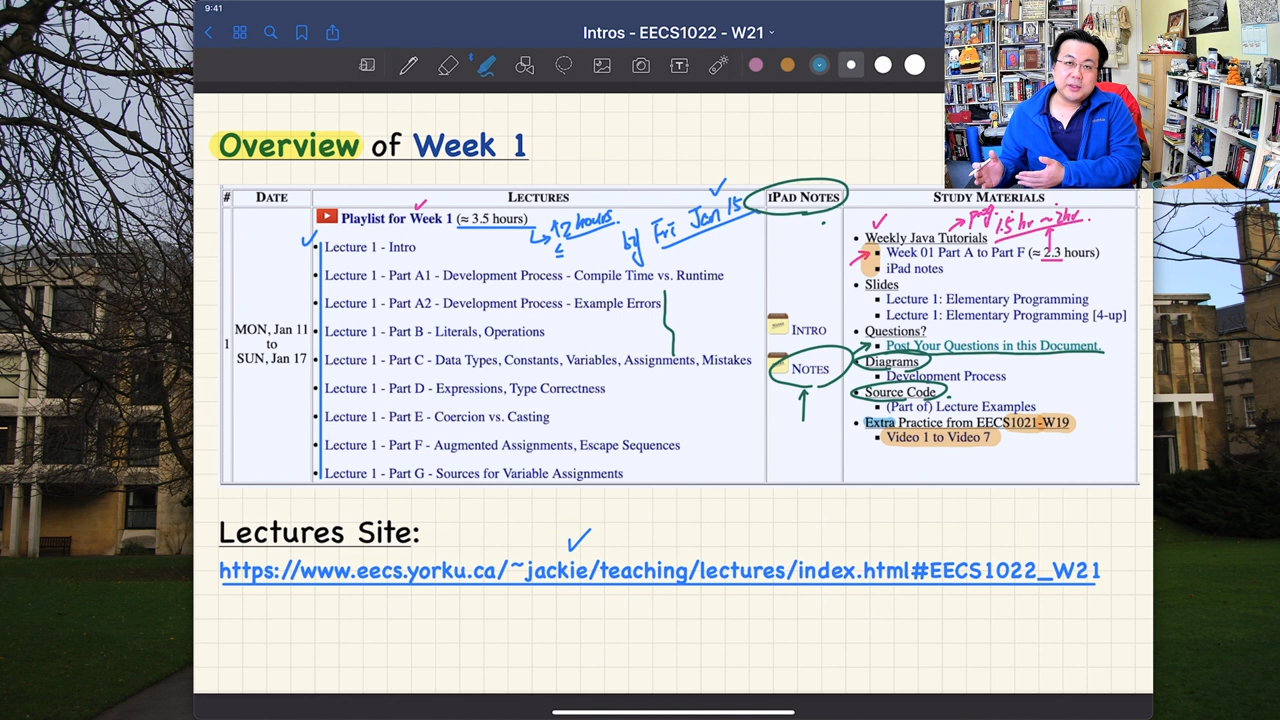 9:41
Intros - EECS1022 - W21
Overview of Week 1
# DATE LECTURES iPAD NOTES STUDY MATERIALS
1
MON, Jan 11
to
SUN, Jan 17
Playlist for Week 1 (≈ 3.5 hours)
2 hours.
by Fri Jan 15
Lecture 1 - Intro
Lecture 1 - Part A1 - Development Process - Compile Time vs. Runtime
Lecture 1 - Part A2 - Development Process - Example Errors
Lecture 1 - Part B - Literals, Operations
Lecture 1 - Part C - Data Types, Constants, Variables, Assignments, Mistakes
Lecture 1 - Part D - Expressions, Type Correctness
Lecture 1 - Part E - Coercion vs. Casting
Lecture 1 - Part F - Augmented Assignments, Escape Sequences
Lecture 1 - Part G - Sources for Variable Assignments
INTRO
NOTES
1.5 hr ~ 2hr
Weekly Java Tutorials
Week 01 Part A to Part F (≈ 2.3 hours)
iPad notes
Slides
Lecture 1: Elementary Programming
Lecture 1: Elementary Programming [4-up]
Questions?
Post Your Questions in this Document.
Diagrams
Development Process
Source Code
(Part of) Lecture Examples
Extra Practice from EECS1021-W19
Video 1 to Video 7
Lectures Site:
https://www.eecs.yorku.ca/~jackie/teaching/lectures/index.html#EECS1022_W21